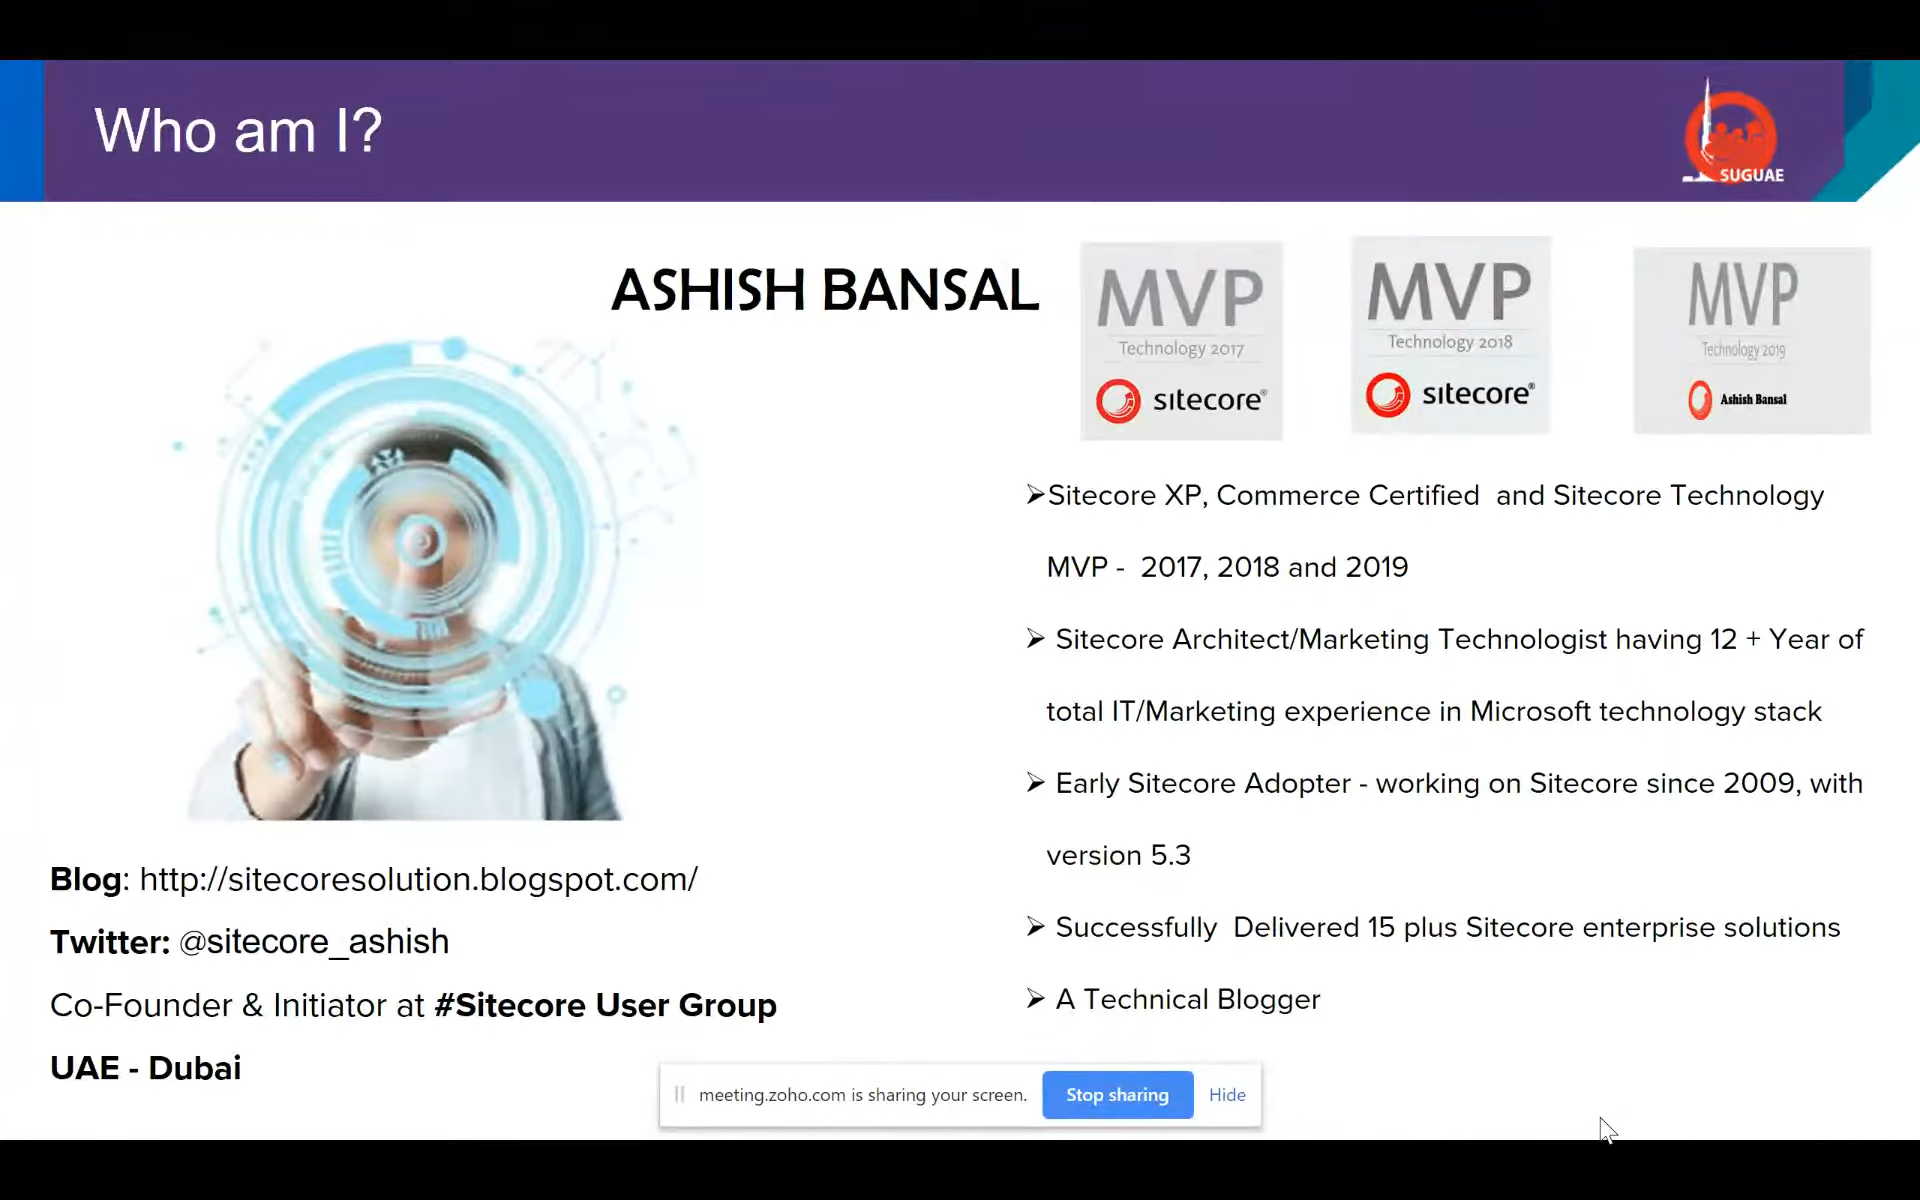 Who am I?
SUGUAE
ASHISH BANSAL
MVP
Technology 2017
sitecore®
MVP
Technology 2018
sitecore®
MVP
Technology 2019
Ashish Bansal
➢Sitecore XP, Commerce Certified  and Sitecore Technology
MVP -  2017, 2018 and 2019
➢ Sitecore Architect/Marketing Technologist having 12 + Year of
total IT/Marketing experience in Microsoft technology stack
➢ Early Sitecore Adopter - working on Sitecore since 2009, with
version 5.3
➢ Successfully  Delivered 15 plus Sitecore enterprise solutions
➢ A Technical Blogger
Blog: http://sitecoresolution.blogspot.com/
Twitter: @sitecore_ashish
Co-Founder & Initiator at #Sitecore User Group
UAE - Dubai
meeting.zoho.com is sharing your screen.
Stop sharing
Hide